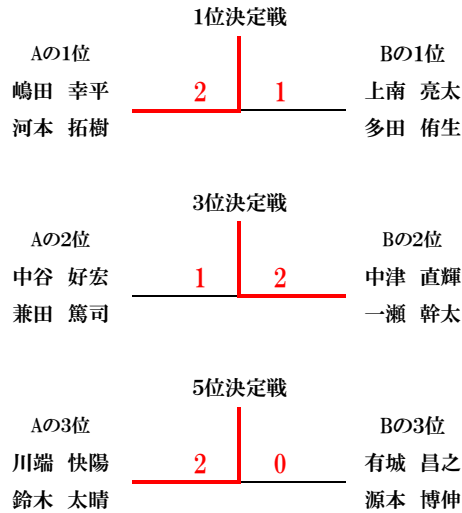 1位決定戦
Aの1位 Bの1位
嶋田 幸平 2 1 上南 亮太
河本 拓樹 多田 侑生
3位決定戦
Aの2位 Bの2位
中谷 好宏 1 2 中津 直輝
兼田 篤司 一瀬 幹太
5位決定戦
Aの3位 Bの3位
川端 快陽 2 0 有城 昌之
鈴木 太晴 源本 博伸